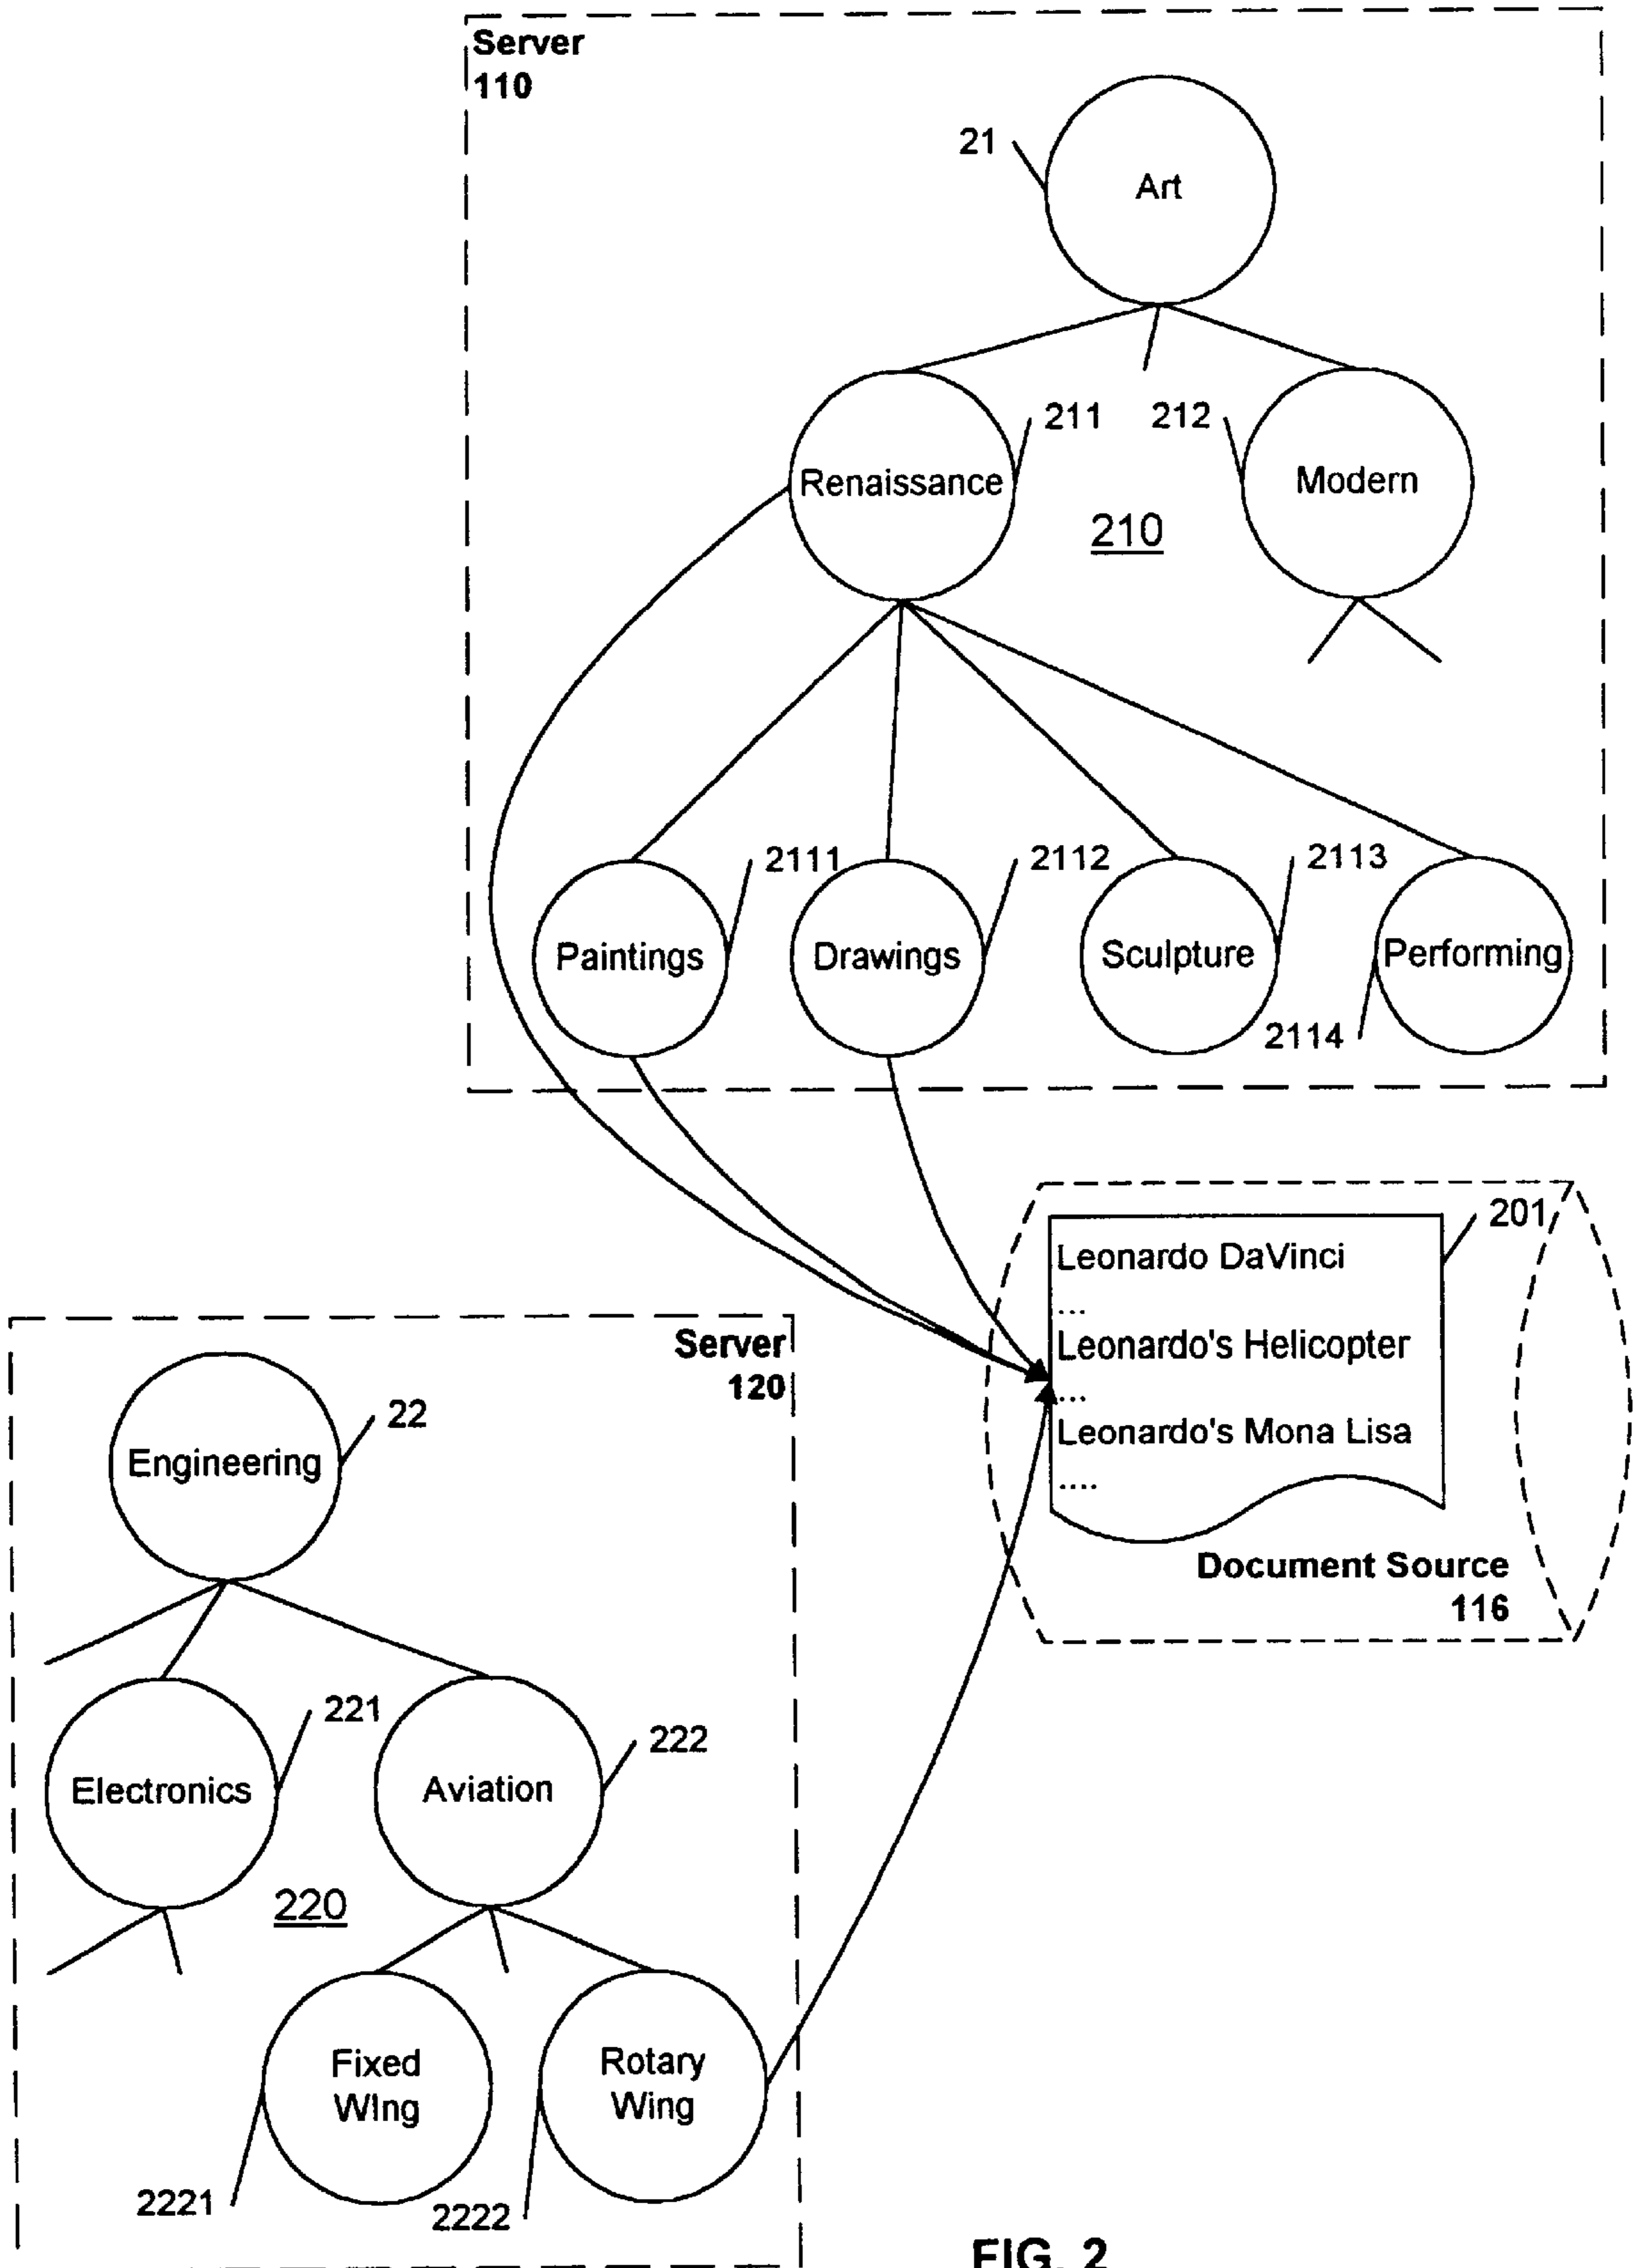 Server
110
21
Art
211
212
Renaissance
Modern
210
2111
2112
2113
Paintings
Drawings
Sculpture
Performing
2114
201
Leonardo DaVinci
...
Leonardo's Helicopter
...
Leonardo's Mona Lisa
....
Document Source
116
Server
120
22
Engineering
221
222
Electronics
Aviation
220
Fixed
WIng
Rotary
Wing
2221
2222
FIG. 2